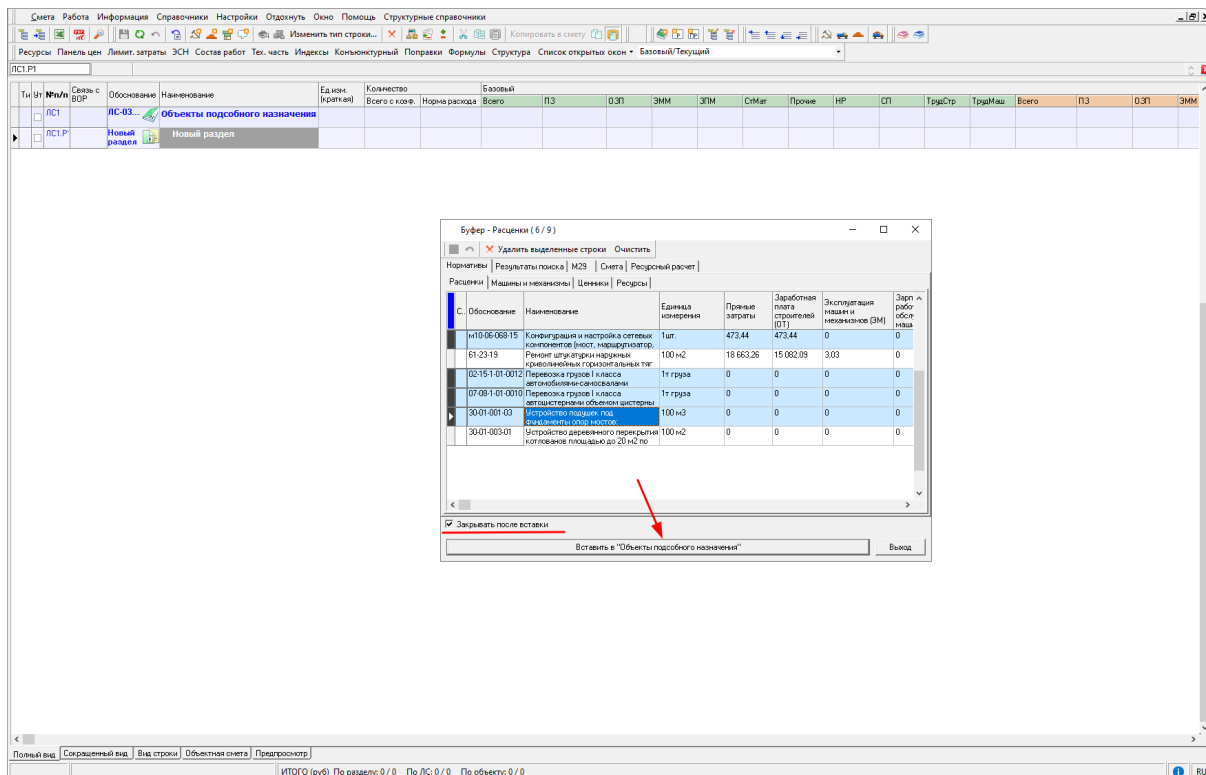 Смета Работа Информация Справочники Настройки Отдохнуть Окно Помощь Структурные справочники
Изменить тип строки... Копировать в смету
Ресурсы Панель цен Лимит.затраты ЭСН Состав работ Тех. часть Индексы Конъюнктурный Поправки Формулы Структура Список открытых окон Базовый/Текущий
ЛС1.Р1
Ти Ут №п/п Связь с ВОР Обоснование Наименование Ед.изм. (краткая) Количество Базовый
Всего с коэф. Норма расхода Всего ПЗ ОЗП ЭММ ЗПМ СтМат Прочие НР СП ТрудСтр ТрудМаш Всего ПЗ ОЗП ЭММ
ЛС1 ЛС-03... Объекты подсобного назначения
ЛС1.Р Новый раздел Новый раздел
Буфер - Расценки ( 6 / 9 )
Удалить выделенные строки Очистить
Нормативы Результаты поиска М29 Смета Ресурсный расчет
Расценки Машины и механизмы Ценники Ресурсы
С.. Обоснование Наименование Единица измерения Прямые затраты Заработная плата строителей (ОТ) Эксплуатация машин и механизмов (ЭМ) Зарп рабо обслу маши
м10-06-068-15 Конфигурация и настройка сетевых компонентов (мост, маршрутизатор, 1шт. 473,44 473,44 0 0
61-23-19 Ремонт штукатурки наружных криволинейных горизонтальных тяг 100 м2 18 663,26 15 082,09 3,03 0
02-15-1-01-0012 Перевозка грузов I класса автомобилями-самосвалами 1т груза 0 0 0 0
07-08-1-01-0010 Перевозка грузов I класса автоцистернами объемом цистерны 1т груза 0 0 0 0
30-01-001-03 Устройство подушек под фундаменты опор мостов: 100 м3 0 0 0 0
30-01-003-01 Устройство деревянного перекрытия котлованов площадью до 20 м2 по 100 м2 0 0 0 0
Закрывать после вставки
Вставить в "Объекты подсобного назначения" Выход
Полный вид Сокращенный вид Вид строки Объектная смета Предпросмотр
ИТОГО (руб) По разделу: 0 / 0 По ЛС: 0 / 0 По объекту: 0 / 0 RU